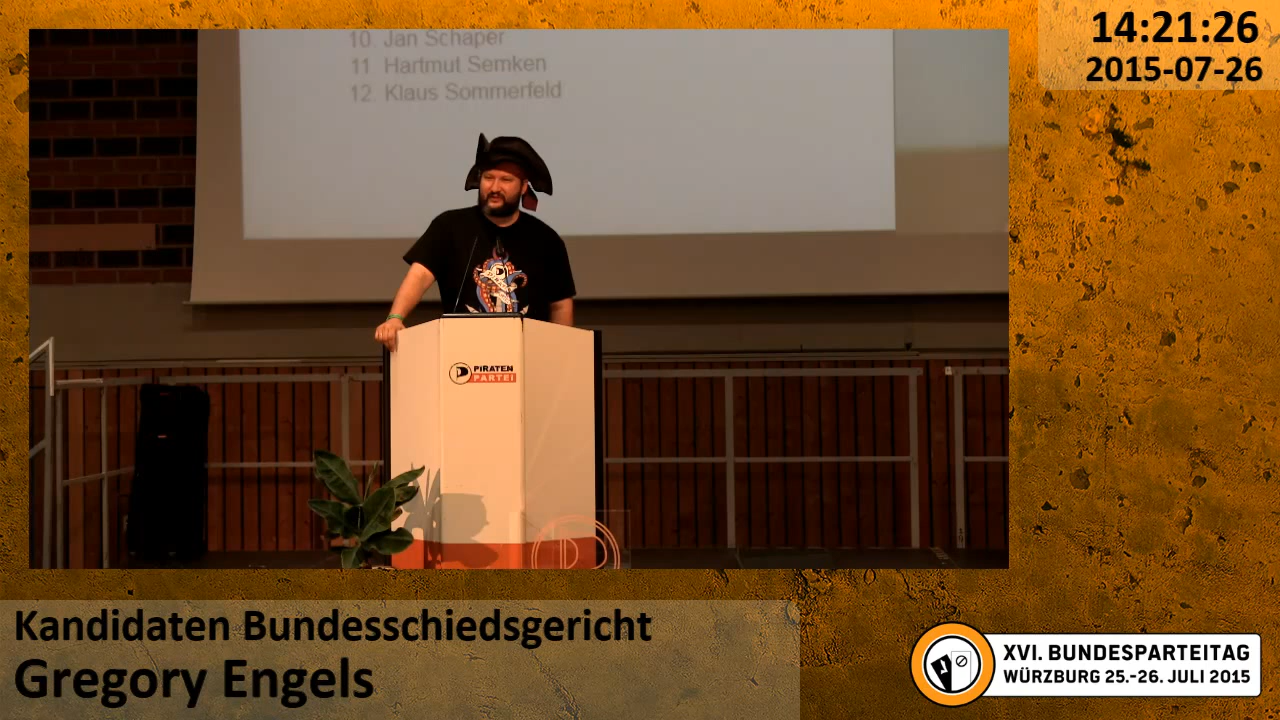 14:21:26
2015-07-26
10 Jan Schaper
11 Hartmut Semken
12 Klaus Sommerfeld
PIRATEN
PARTEI
Kandidaten Bundesschiedsgericht
Gregory Engels
XVI. BUNDESPARTEITAG
WÜRZBURG 25.-26. JULI 2015